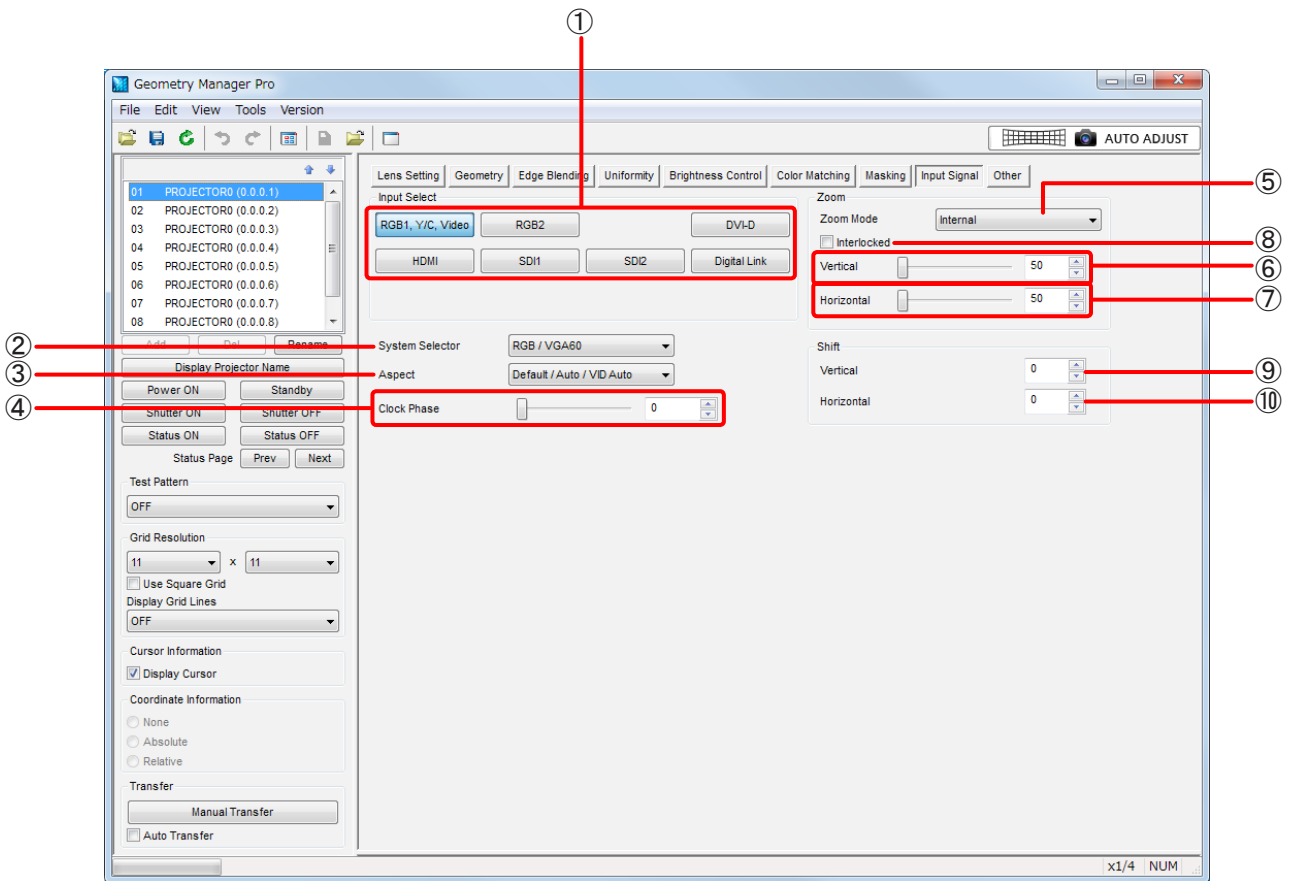 ①
Geometry Manager Pro
File Edit View Tools Version
AUTO ADJUST
01 PROJECTOR0 (0.0.0.1)
02 PROJECTOR0 (0.0.0.2)
03 PROJECTOR0 (0.0.0.3)
04 PROJECTOR0 (0.0.0.4)
05 PROJECTOR0 (0.0.0.5)
06 PROJECTOR0 (0.0.0.6)
07 PROJECTOR0 (0.0.0.7)
08 PROJECTOR0 (0.0.0.8)
Add Del Rename
Display Projector Name
Power ON Standby
Shutter ON Shutter OFF
Status ON Status OFF
Status Page Prev Next
Test Pattern
OFF
Grid Resolution
11 x 11
Use Square Grid
Display Grid Lines
OFF
Cursor Information
Display Cursor
Coordinate Information
None
Absolute
Relative
Transfer
Manual Transfer
Auto Transfer
Lens Setting Geometry Edge Blending Uniformity Brightness Control Color Matching Masking Input Signal Other
Input Select
RGB1, Y/C, Video RGB2 DVI-D
HDMI SDI1 SDI2 Digital Link
② System Selector RGB / VGA60
③ Aspect Default / Auto / VID Auto
④ Clock Phase 0
Zoom
Zoom Mode Internal ⑤
Interlocked ⑧
Vertical 50 ⑥
Horizontal 50 ⑦
Shift
Vertical 0 ⑨
Horizontal 0 ⑩
x1/4 NUM